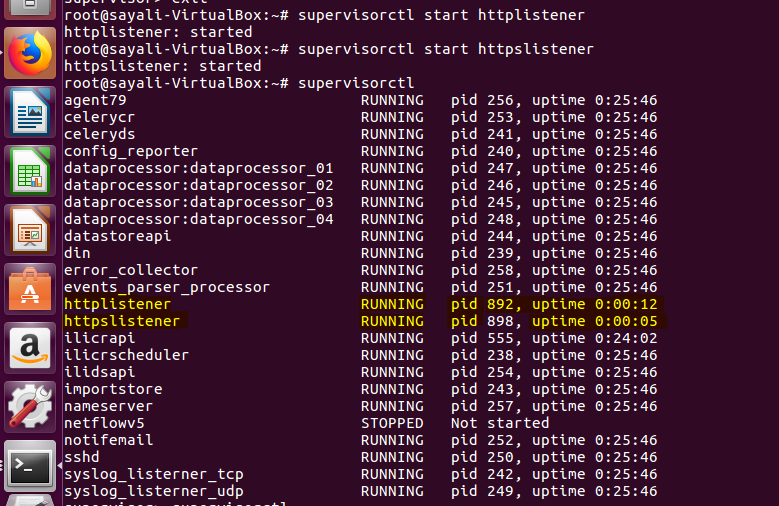 supervisor> exit
root@sayali-VirtualBox:~# supervisorctl start httplistener
httplistener: started
root@sayali-VirtualBox:~# supervisorctl start httpslistener
httpslistener: started
root@sayali-VirtualBox:~# supervisorctl
agent79 RUNNING pid 256, uptime 0:25:46
celerycr RUNNING pid 253, uptime 0:25:46
celeryds RUNNING pid 241, uptime 0:25:46
config_reporter RUNNING pid 240, uptime 0:25:46
dataprocessor:dataprocessor_01 RUNNING pid 247, uptime 0:25:46
dataprocessor:dataprocessor_02 RUNNING pid 246, uptime 0:25:46
dataprocessor:dataprocessor_03 RUNNING pid 245, uptime 0:25:46
dataprocessor:dataprocessor_04 RUNNING pid 248, uptime 0:25:46
datastoreapi RUNNING pid 244, uptime 0:25:46
din RUNNING pid 239, uptime 0:25:46
error_collector RUNNING pid 258, uptime 0:25:46
events_parser_processor RUNNING pid 251, uptime 0:25:46
httplistener RUNNING pid 892, uptime 0:00:12
httpslistener RUNNING pid 898, uptime 0:00:05
ilicrapi RUNNING pid 555, uptime 0:24:02
ilicrscheduler RUNNING pid 238, uptime 0:25:46
ilidsapi RUNNING pid 254, uptime 0:25:46
importstore RUNNING pid 243, uptime 0:25:46
nameserver RUNNING pid 257, uptime 0:25:46
netflowv5 STOPPED Not started
notifemail RUNNING pid 252, uptime 0:25:46
sshd RUNNING pid 250, uptime 0:25:46
syslog_listerner_tcp RUNNING pid 242, uptime 0:25:46
syslog_listerner_udp RUNNING pid 249, uptime 0:25:46
supervisor> supervisorctl